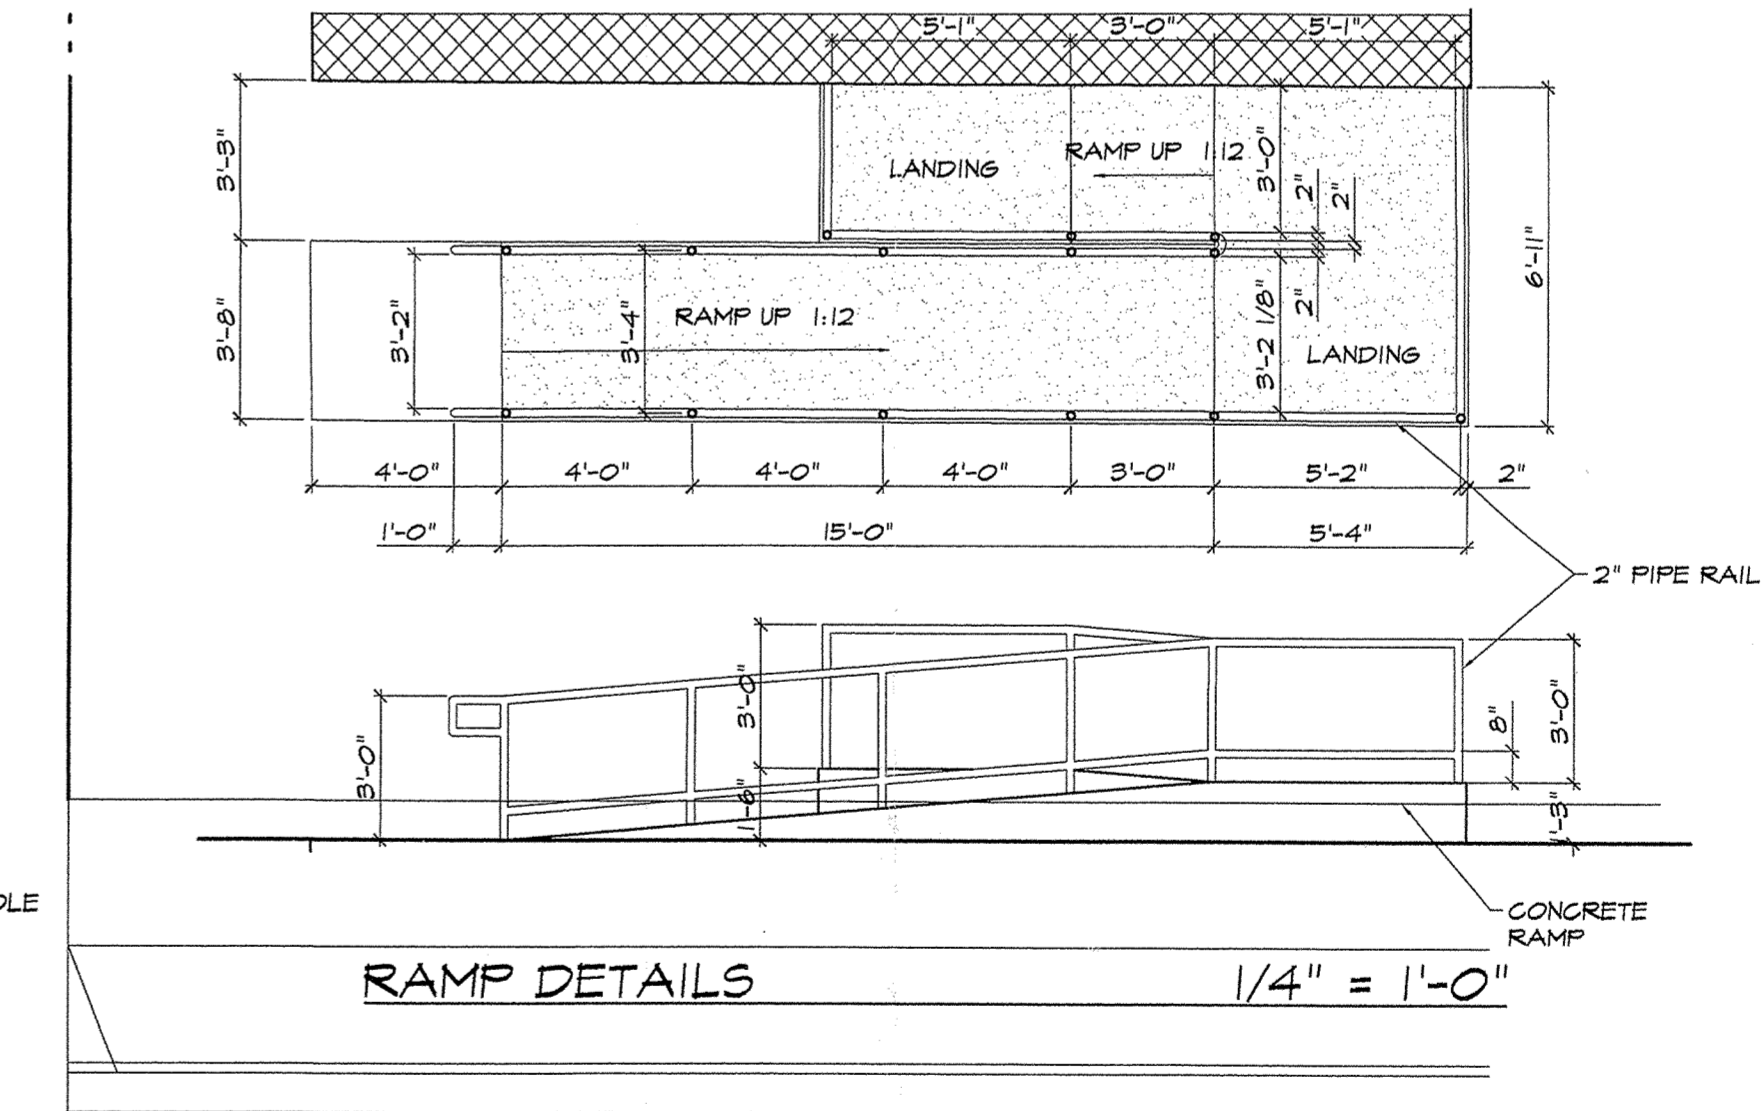 5'-1" 3'-0" 5'-1"
3'-3"
LANDING
RAMP UP 1:12
3'-0"
2"
2"
6'-11"
3'-8"
3'-2"
3'-4"
RAMP UP 1:12
3'-2 1/8"
2"
LANDING
4'-0" 4'-0" 4'-0" 4'-0" 3'-0" 5'-2" 2"
1'-0" 15'-0" 5'-4"
2" PIPE RAIL
3'-0"
3'-0"
1'-6"
8"
3'-0"
1'-3"
CONCRETE
RAMP
OLE
RAMP DETAILS 1/4" = 1'-0"